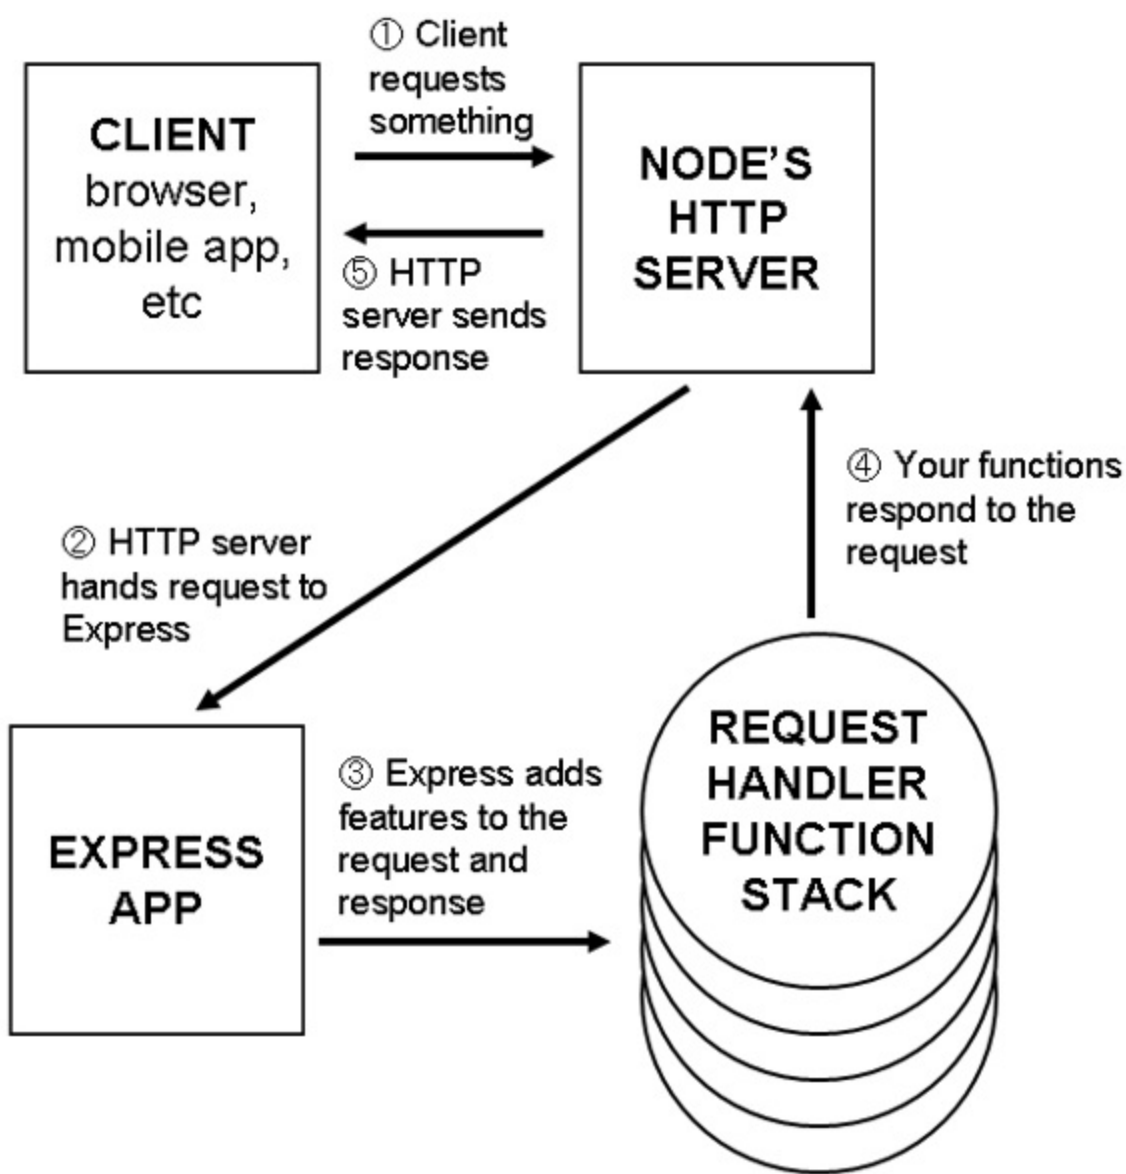 CLIENT
browser,
mobile app,
etc
① Client
requests
something
⑤ HTTP
server sends
response
NODE'S
HTTP
SERVER
② HTTP server
hands request to
Express
④ Your functions
respond to the
request
EXPRESS
APP
③ Express adds
features to the
request and
response
REQUEST
HANDLER
FUNCTION
STACK